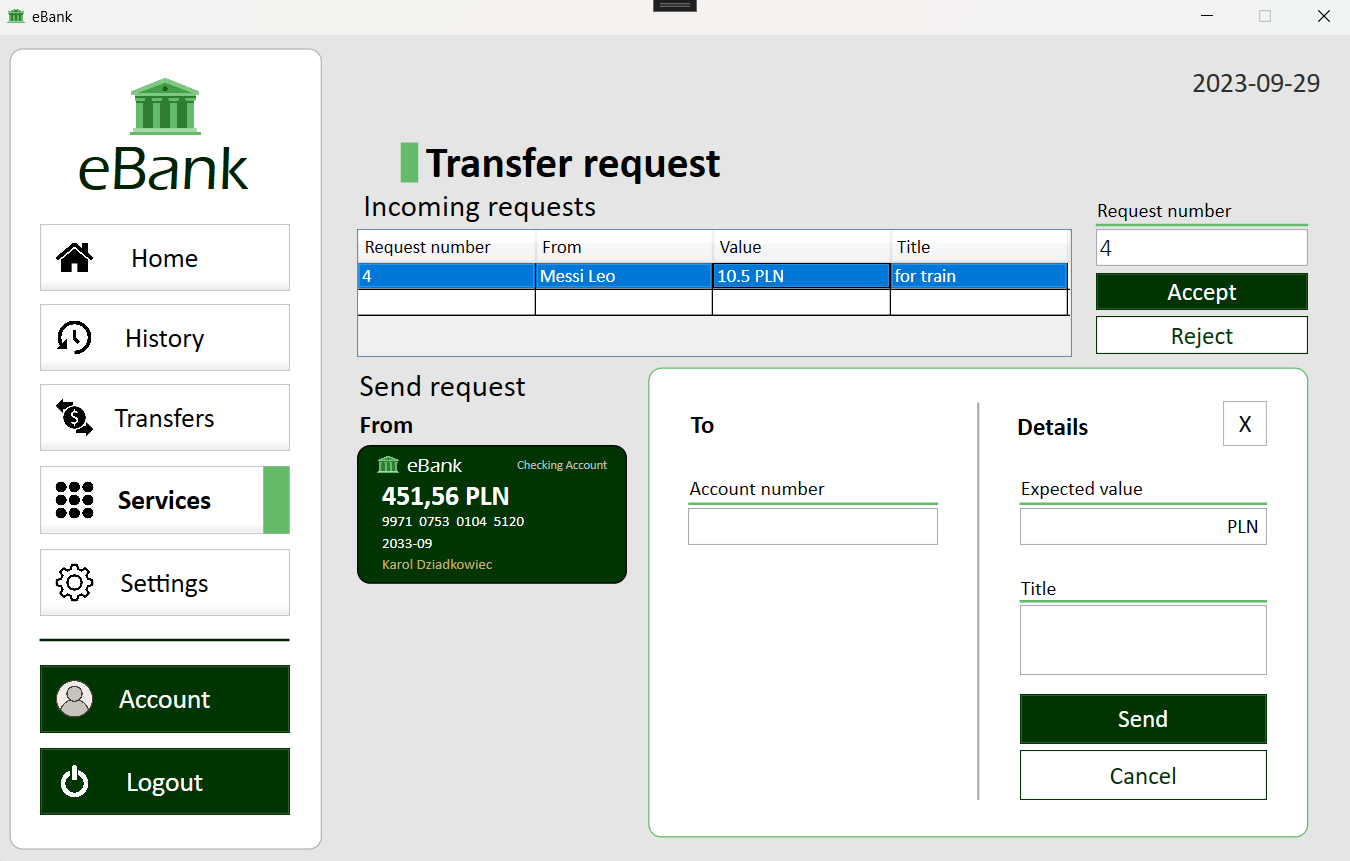 eBank
2023-09-29
eBank
Home
History
Transfers
Services
Settings
Account
Logout
Transfer request
Incoming requests
Request number From Value Title
4 Messi Leo 10.5 PLN for train
Request number
4
Accept
Reject
Send request
From
eBank Checking Account
451,56 PLN
9971 0753 0104 5120
2033-09
Karol Dziadkowiec
To
Account number
Details
X
Expected value
PLN
Title
Send
Cancel